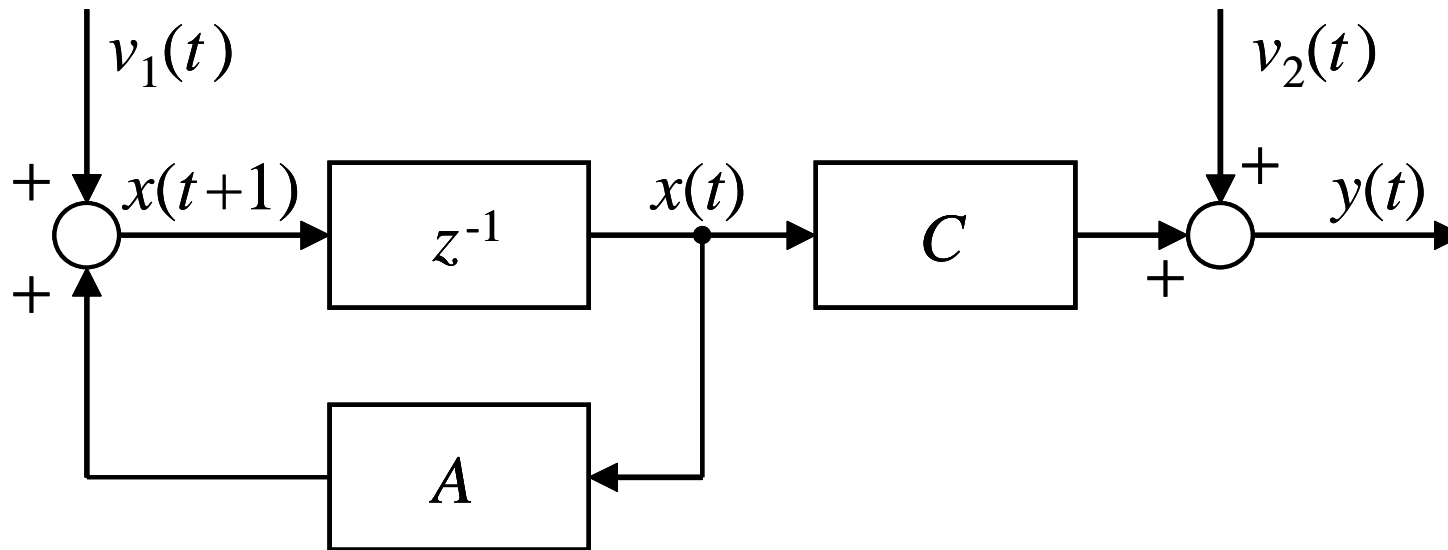 v₁(t)
v₂(t)
+
x(t+1)
x(t)
+
y(t)
z⁻¹
C
+
+
A